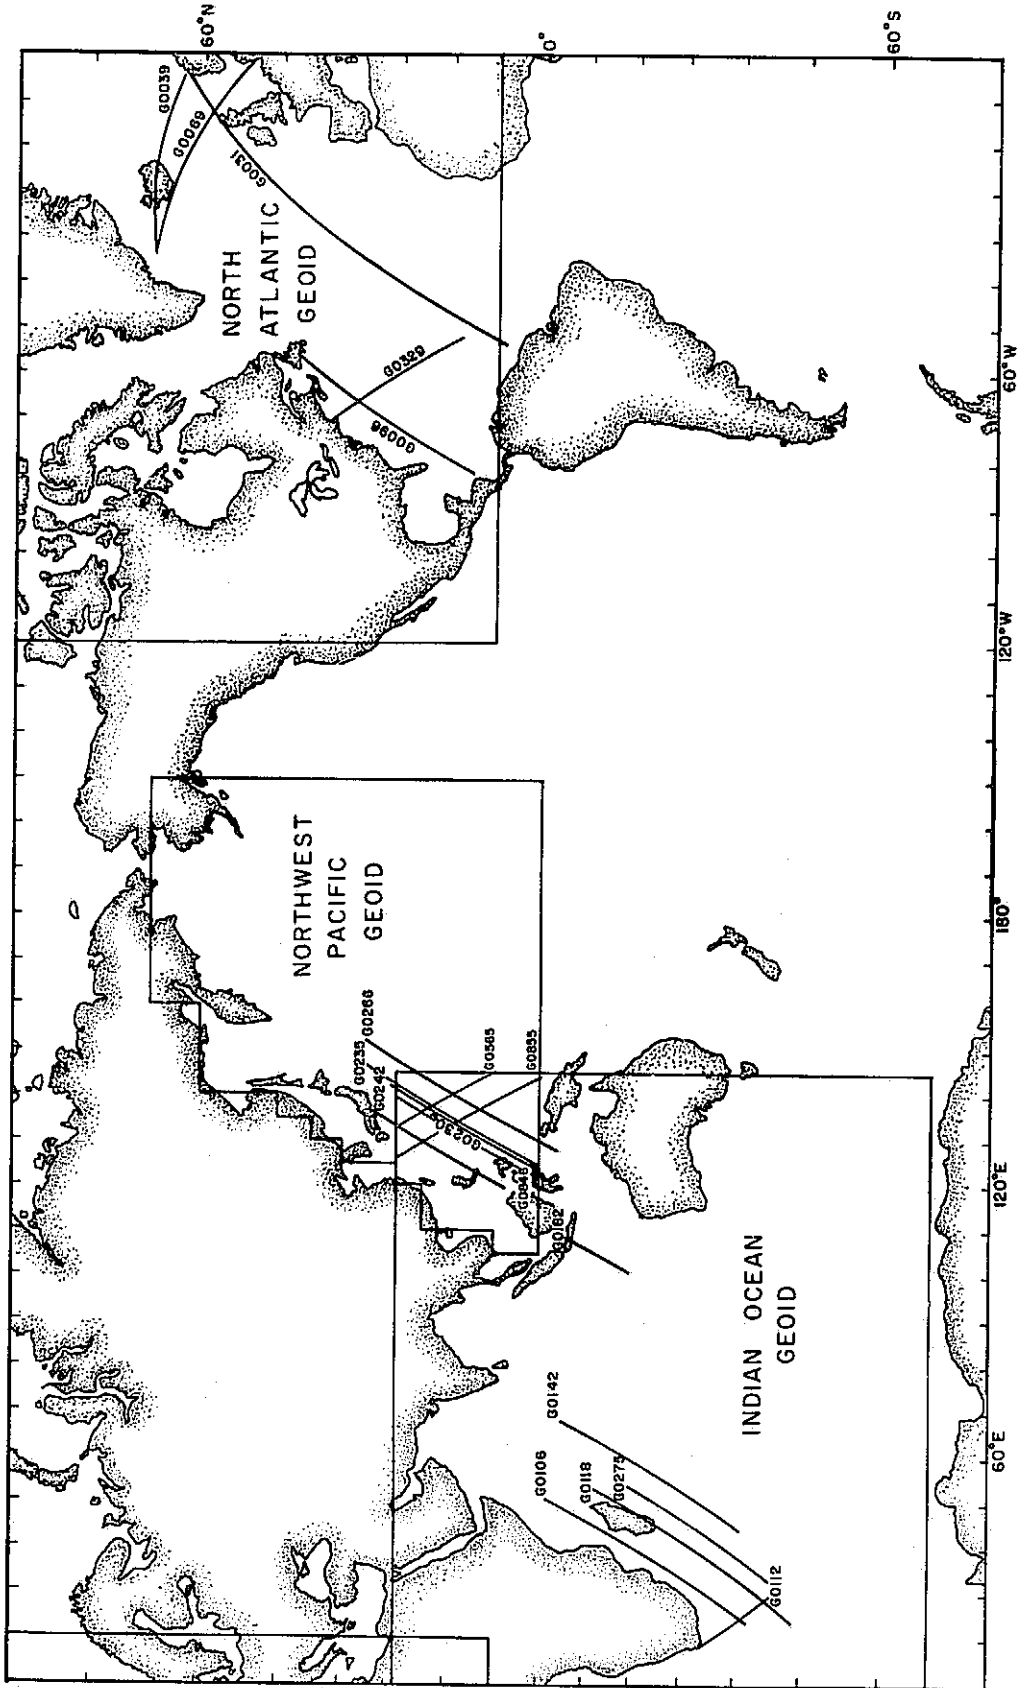 60°N
0°
60°S
60°E
120°E
180°
120°W
60°W
NORTH
ATLANTIC
GEOID
G0039
G0069
G0031
G0329
G0096
NORTHWEST
PACIFIC
GEOID
G0235
G0266
G0242
G0230
G0565
G0855
G0848
G0182
INDIAN OCEAN
GEOID
G0142
G0106
G0118
G0275
G0112